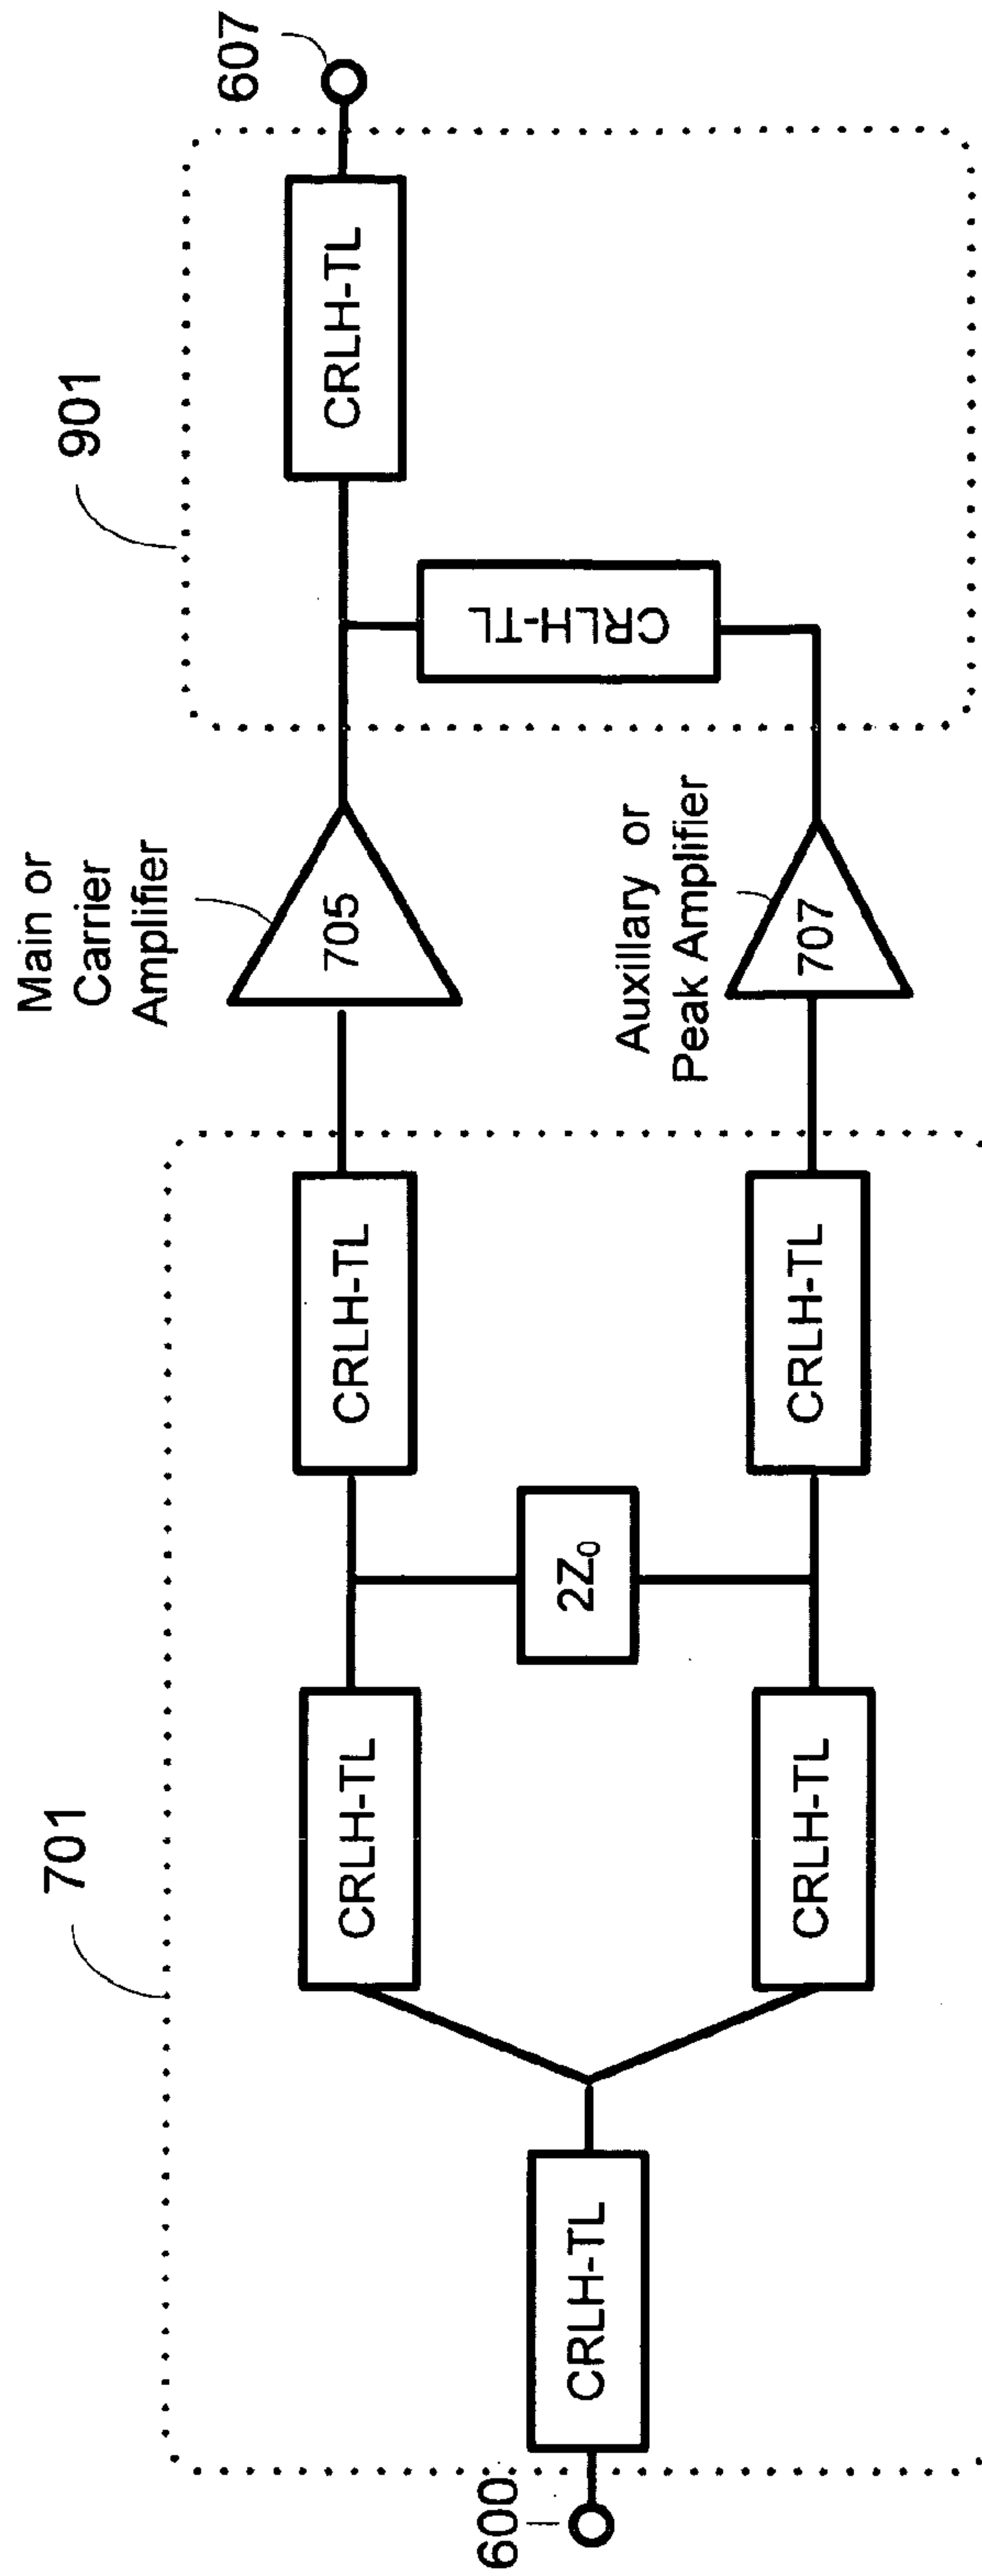 701
901
600
CRLH-TL
CRLH-TL
CRLH-TL
2Z₀
CRLH-TL
CRLH-TL
Main or
Carrier
Amplifier
705
Auxillary or
Peak Amplifier
707
CRLH-TL
CRLH-TL
607